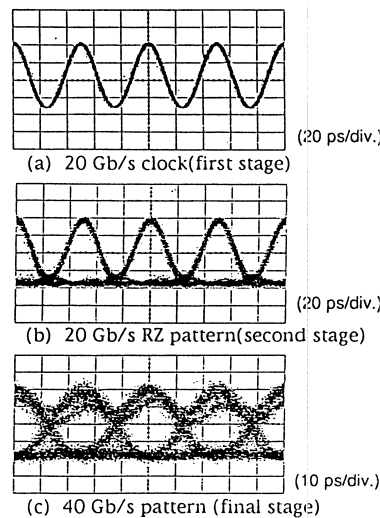 (20 ps/div.)
(a) 20 Gb/s clock(first stage)
(20 ps/div.)
(b) 20 Gb/s RZ pattern(second stage)
(10 ps/div.)
(c) 40 Gb/s pattern (final stage)